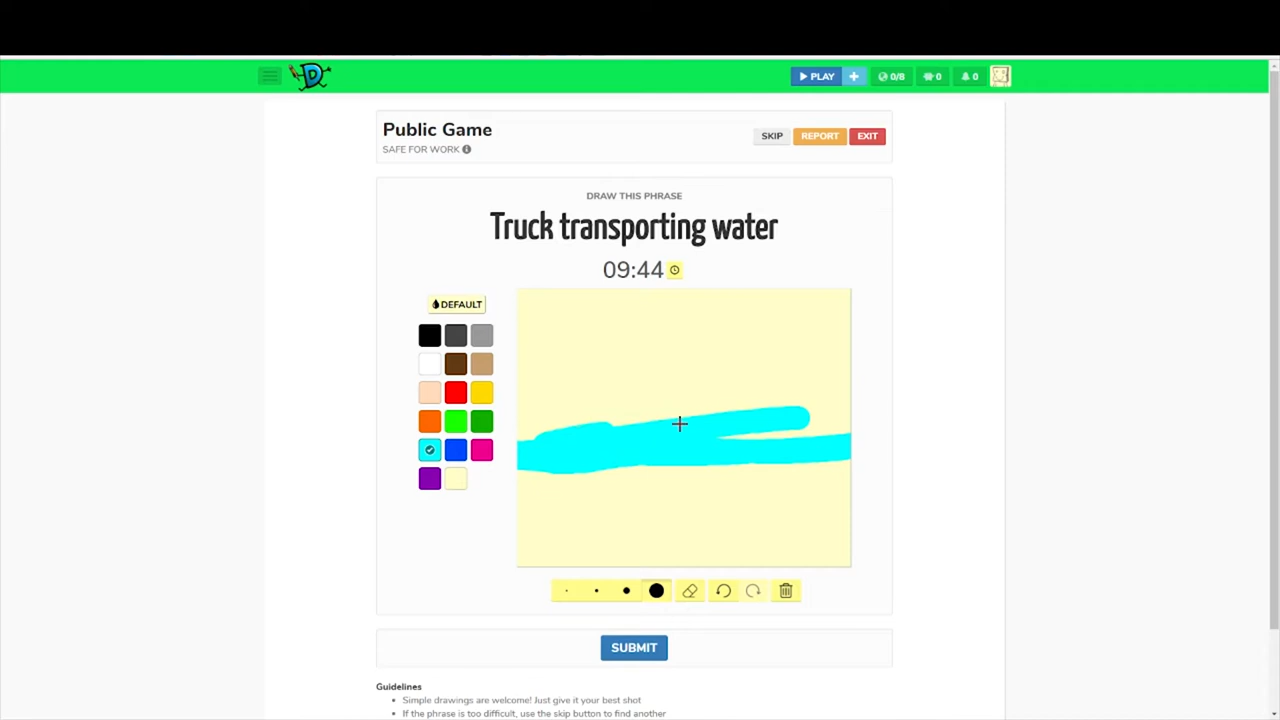 PLAY
0/8
0
0
Public Game
SAFE FOR WORK
SKIP
REPORT
EXIT
DRAW THIS PHRASE
Truck transporting water
09:44
DEFAULT
SUBMIT
Guidelines
Simple drawings are welcome! Just give it your best shot
If the phrase is too difficult, use the skip button to find another